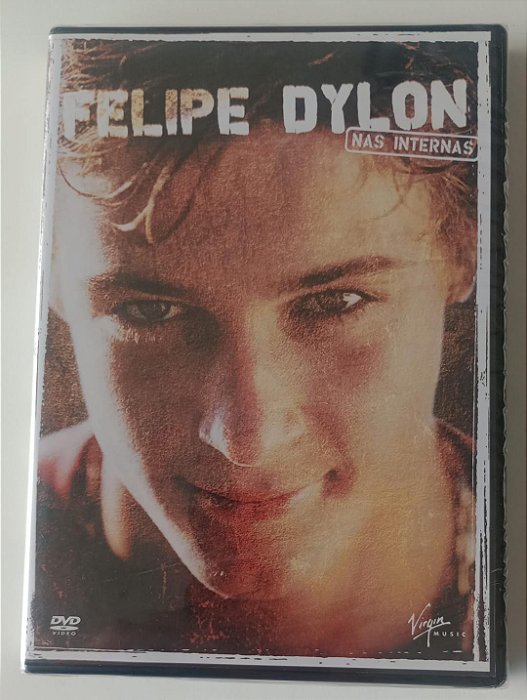 FELIPE DYLON
NAS INTERNAS
DVD
VIDEO
Virgin
MUSIC